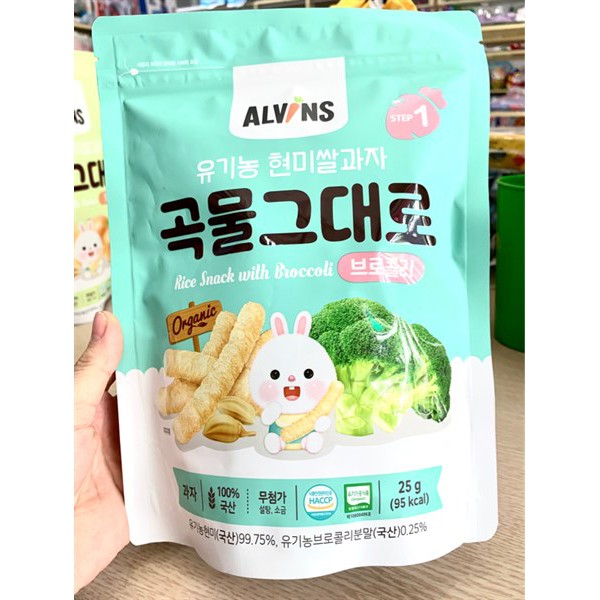 ALVINS
STEP 1
유기농 현미쌀과자
곡물그대로
Rice Snack with Broccoli
브로콜리
Organic
과자
100%
국산
무첨가
설탕, 소금
HACCP
25 g
(95 kcal)
유기농현미(국산)99.75%, 유기농브로콜리분말(국산)0.25%